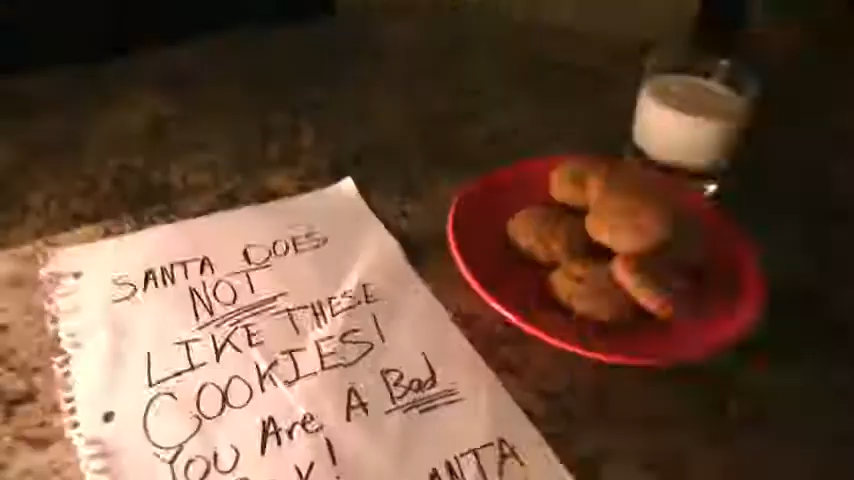 SANTA DOES
NOT
LIKE THESE
COOKIES!
YOU ARe A Bad